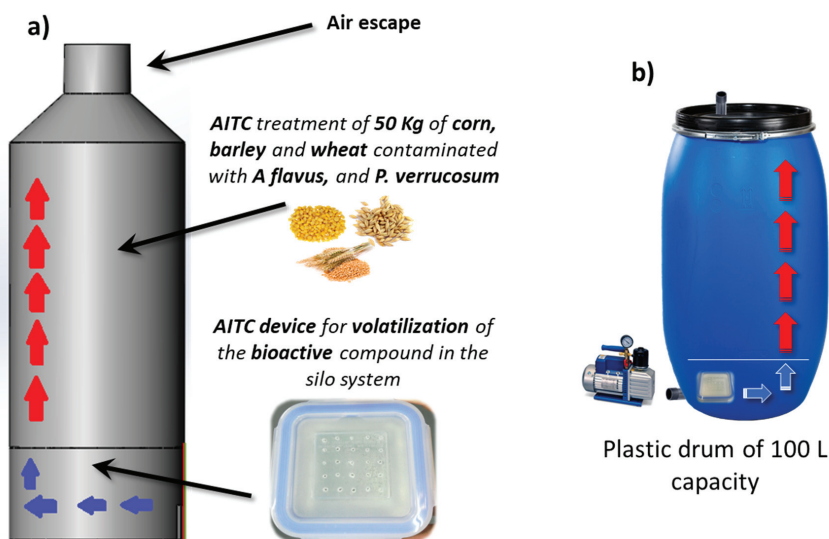 a)
Air escape
AITC treatment of 50 Kg of corn,
barley and wheat contaminated
with A flavus, and P. verrucosum
AITC device for volatilization of
the bioactive compound in the
silo system
b)
Plastic drum of 100 L
capacity